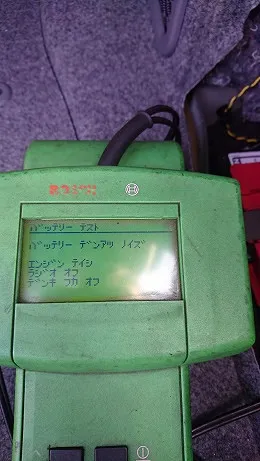 BOSCH
バッテリー テスト
バッテリー デンアツ ノイズ
エンジン テイシ
ラジオ オフ
デンキ フカ オフ